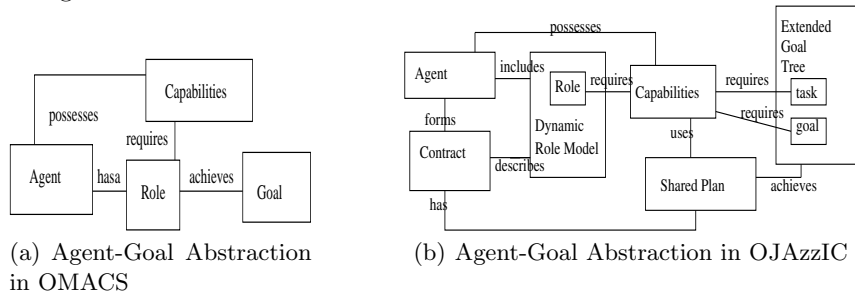 possesses
Extended
Goal
Tree
Agent
includes
Role
requires
Capabilities
requires
task
requires
goal
forms
Dynamic
Role Model
uses
Contract
describes
Shared Plan
achieves
has
Capabilities
possesses
requires
Agent
hasa
Role
achieves
Goal
(a) Agent-Goal Abstraction
in OMACS
(b) Agent-Goal Abstraction in OJAzzIC